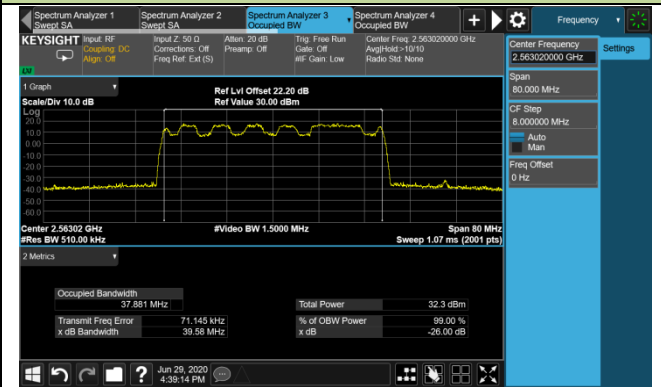 Spectrum Analyzer 1
Swept SA
Spectrum Analyzer 2
Swept SA
Spectrum Analyzer 3
Occupied BW
Spectrum Analyzer 4
Occupied BW
Frequency
KEYSIGHT
Input: RF
Coupling: DC
Align: Off
Input Z: 50 Ω
Corrections: Off
Freq Ref: Ext (S)
Atten: 20 dB
Preamp: Off
Trig: Free Run
Gate: Off
#IF Gain: Low
Center Freq: 2.563020000 GHz
Avg|Hold:>10/10
Radio Std: None
Center Frequency
2.563020000 GHz
Settings
Span
80.000 MHz
CF Step
8.000000 MHz
Auto
Man
Freq Offset
0 Hz
1 Graph
Scale/Div 10.0 dB
Ref Lvl Offset 22.20 dB
Ref Value 30.00 dBm
Log
20.0
10.0
0.00
-10.0
-20.0
-30.0
-40.0
-50.0
-60.0
Center 2.56302 GHz
#Res BW 510.00 kHz
#Video BW 1.5000 MHz
Span 80 MHz
Sweep 1.07 ms (2001 pts)
2 Metrics
Occupied Bandwidth
37.881 MHz
Total Power 32.3 dBm
Transmit Freq Error 71.145 kHz
% of OBW Power 99.00 %
x dB Bandwidth 39.58 MHz
x dB -26.00 dB
Jun 29, 2020
4:39:14 PM